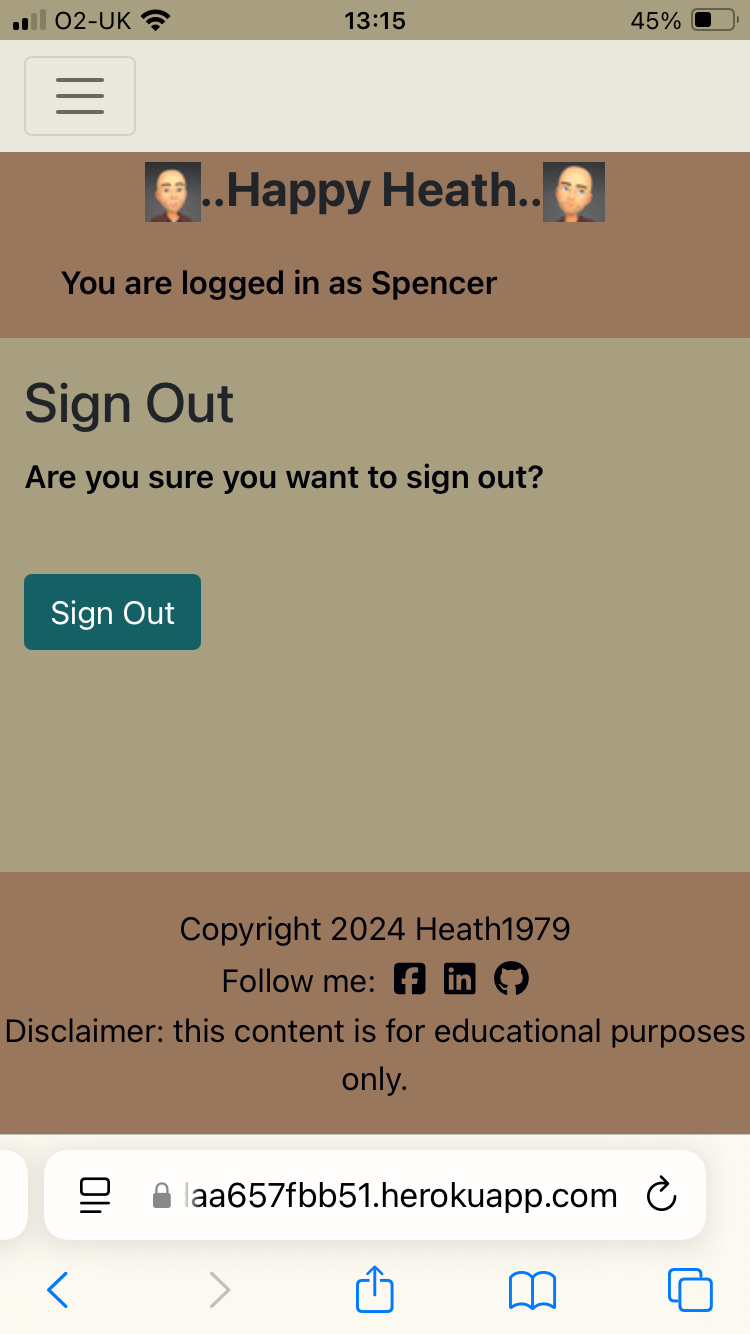 O2-UK 13:15 45%
..Happy Heath..
You are logged in as Spencer
Sign Out
Are you sure you want to sign out?
Sign Out
Copyright 2024 Heath1979
Follow me:
Disclaimer: this content is for educational purposes
only.
aa657fbb51.herokuapp.com